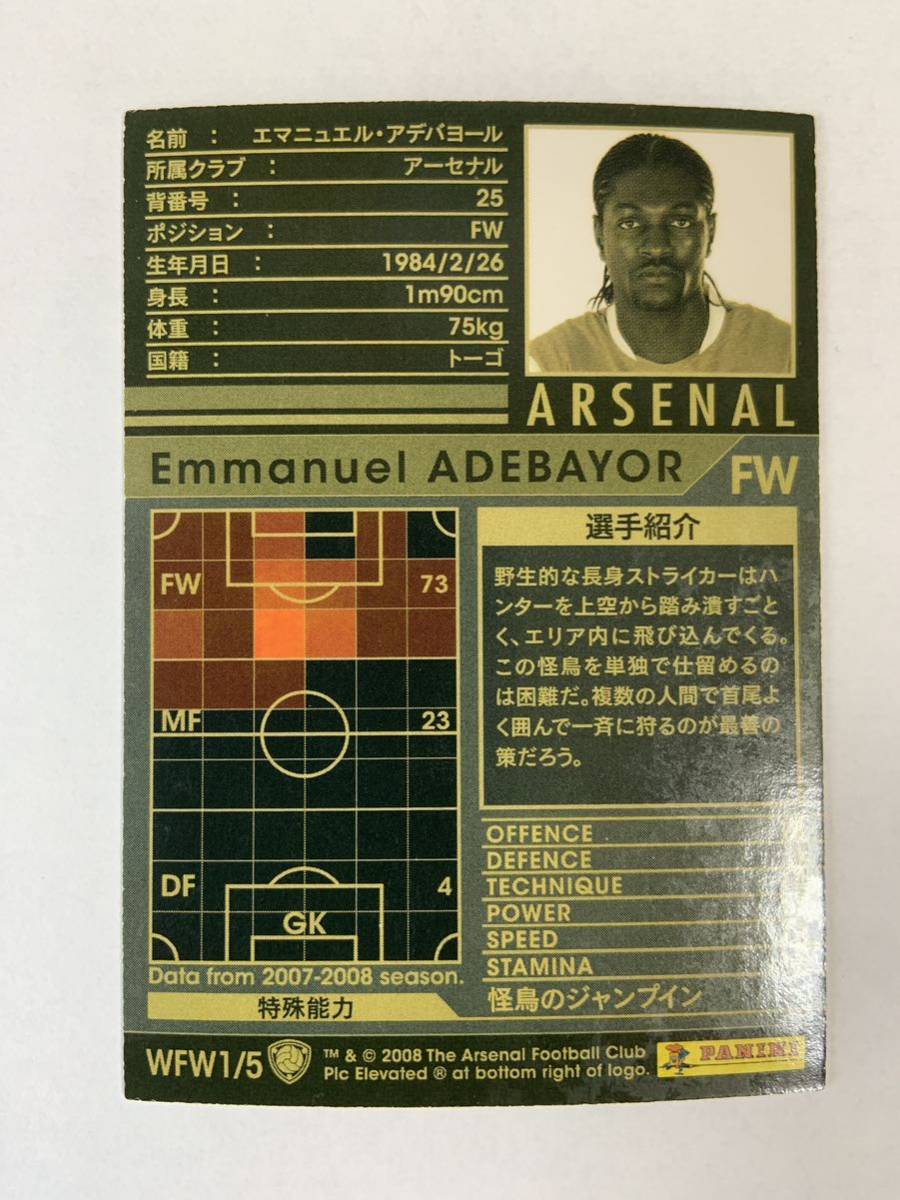 名前 : エマニュエル・アデバヨール
所属クラブ : アーセナル
背番号 : 25
ポジション : FW
生年月日 : 1984/2/26
身長 : 1m90cm
体重 : 75kg
国籍 : トーゴ
ARSENAL
Emmanuel ADEBAYOR FW
FW 73
MF 23
DF 4
GK
Data from 2007-2008 season.
特殊能力
選手紹介
野生的な長身ストライカーはハ
ンターを上空から踏み潰すごと
く、エリア内に飛び込んでくる。
この怪鳥を単独で仕留めるの
は困難だ。複数の人間で首尾よ
く囲んで一斉に狩るのが最善の
策だろう。
OFFENCE
DEFENCE
TECHNIQUE
POWER
SPEED
STAMINA
怪鳥のジャンプイン
WFW1/5
™ & © 2008 The Arsenal Football Club
Plc Elevated ® at bottom right of logo.
PANINI